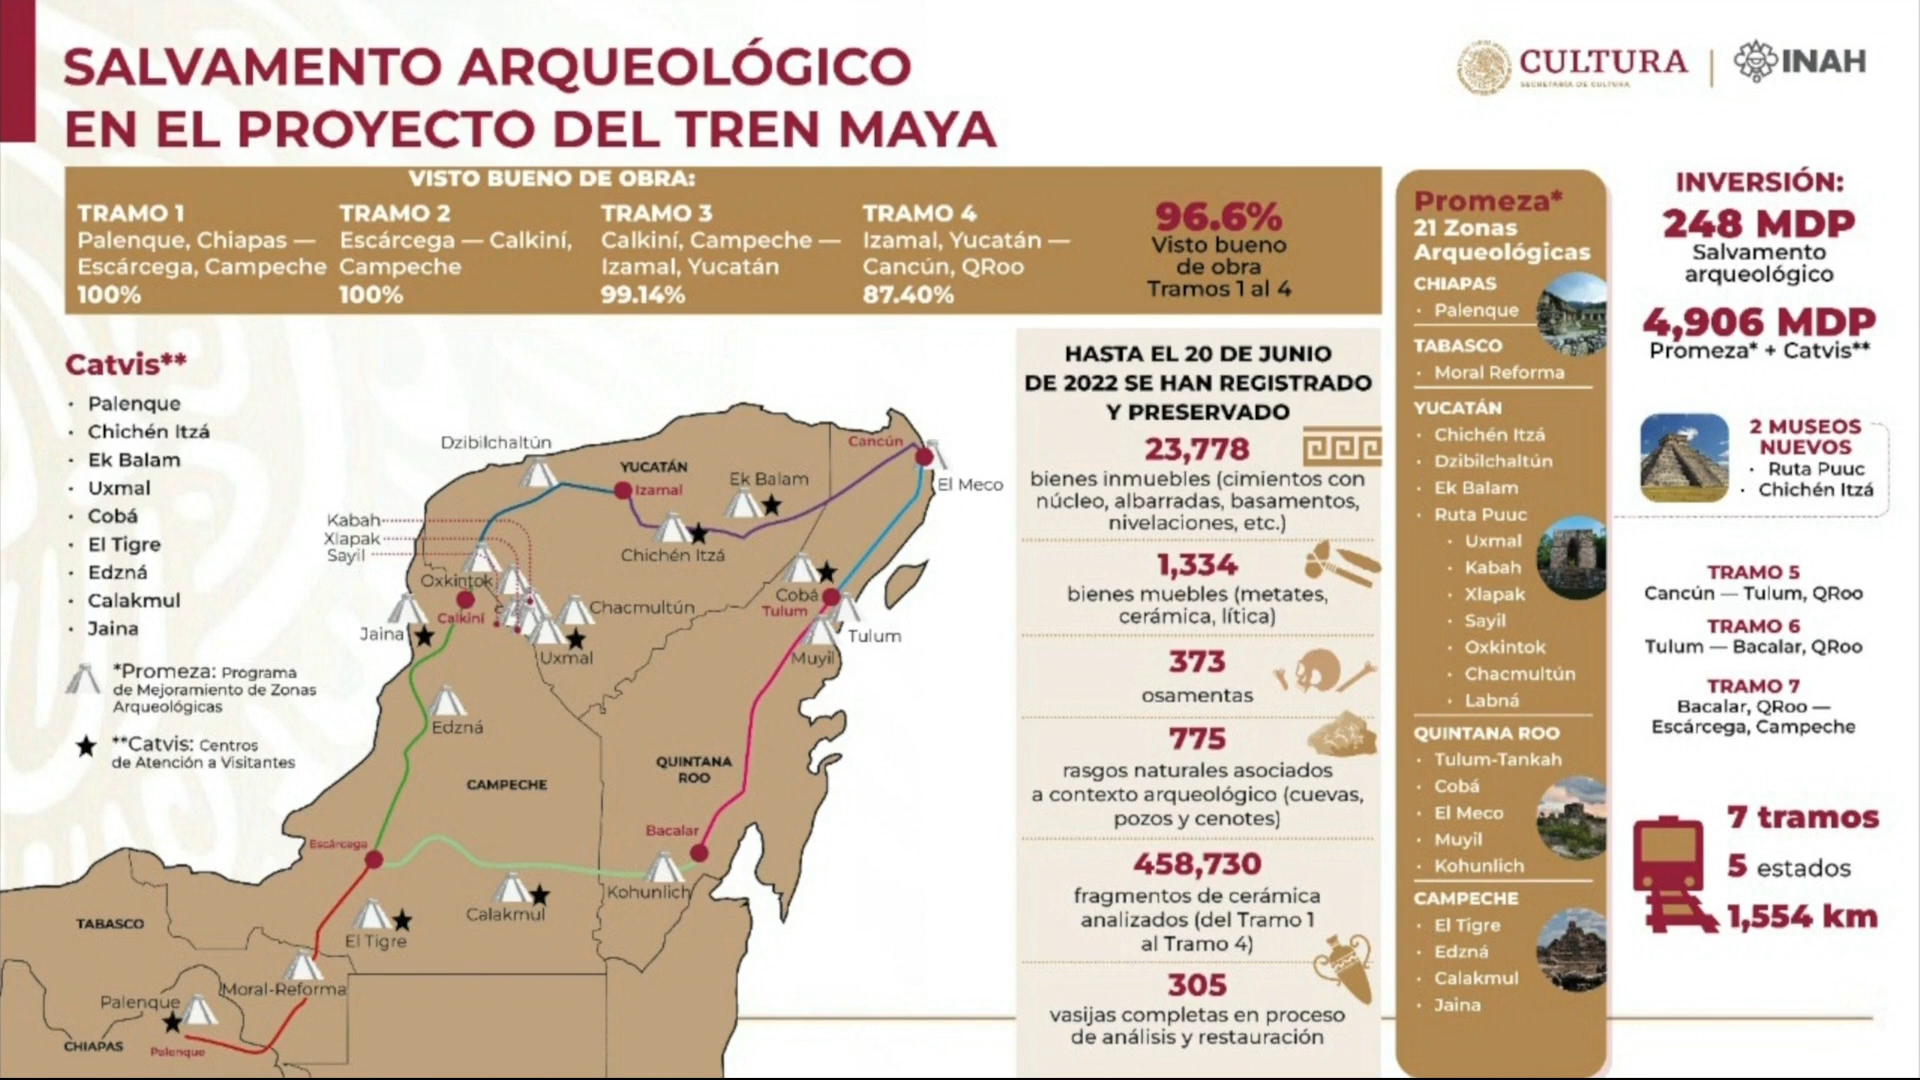 SALVAMENTO ARQUEOLÓGICO
EN EL PROYECTO DEL TREN MAYA
CULTURA
SECRETARÍA DE CULTURA
INAH
VISTO BUENO DE OBRA:
TRAMO 1
Palenque, Chiapas —
Escárcega, Campeche
100%
TRAMO 2
Escárcega — Calkiní,
Campeche
100%
TRAMO 3
Calkiní, Campeche —
Izamal, Yucatán
99.14%
TRAMO 4
Izamal, Yucatán —
Cancún, QRoo
87.40%
96.6%
Visto bueno
de obra
Tramos 1 al 4
Catvis**
· Palenque
· Chichén Itzá
· Ek Balam
· Uxmal
· Cobá
· El Tigre
· Edzná
· Calakmul
· Jaina
*Promeza: Programa
de Mejoramiento de Zonas
Arqueológicas
**Catvis: Centros
de Atención a Visitantes
Dzibilchaltún
YUCATÁN
Izamal
Ek Balam
Cancún
El Meco
Kabah
Xlapak
Sayil
Chichén Itzá
Oxkintok
Calkiní
Chacmultún
Cobá
Tulum
Jaina
Uxmal
Tulum
Muyil
Edzná
CAMPECHE
QUINTANA
ROO
Bacalar
Escárcega
Kohunlich
Calakmul
El Tigre
TABASCO
Moral-Reforma
Palenque
CHIAPAS
Palenque
HASTA EL 20 DE JUNIO
DE 2022 SE HAN REGISTRADO
Y PRESERVADO
23,778
bienes inmuebles (cimientos con
núcleo, albarradas, basamentos,
nivelaciones, etc.)
1,334
bienes muebles (metates,
cerámica, lítica)
373
osamentas
775
rasgos naturales asociados
a contexto arqueológico (cuevas,
pozos y cenotes)
458,730
fragmentos de cerámica
analizados (del Tramo 1
al Tramo 4)
305
vasijas completas en proceso
de análisis y restauración
Promeza*
21 Zonas
Arqueológicas
CHIAPAS
· Palenque
TABASCO
· Moral Reforma
YUCATÁN
· Chichén Itzá
· Dzibilchaltún
· Ek Balam
· Ruta Puuc
· Uxmal
· Kabah
· Xlapak
· Sayil
· Oxkintok
· Chacmultún
· Labná
QUINTANA ROO
· Tulum-Tankah
· Cobá
· El Meco
· Muyil
· Kohunlich
CAMPECHE
· El Tigre
· Edzná
· Calakmul
· Jaina
INVERSIÓN:
248 MDP
Salvamento
arqueológico
4,906 MDP
Promeza* + Catvis**
2 MUSEOS
NUEVOS
· Ruta Puuc
· Chichén Itzá
TRAMO 5
Cancún — Tulum, QRoo
TRAMO 6
Tulum — Bacalar, QRoo
TRAMO 7
Bacalar, QRoo —
Escárcega, Campeche
7 tramos
5 estados
1,554 km